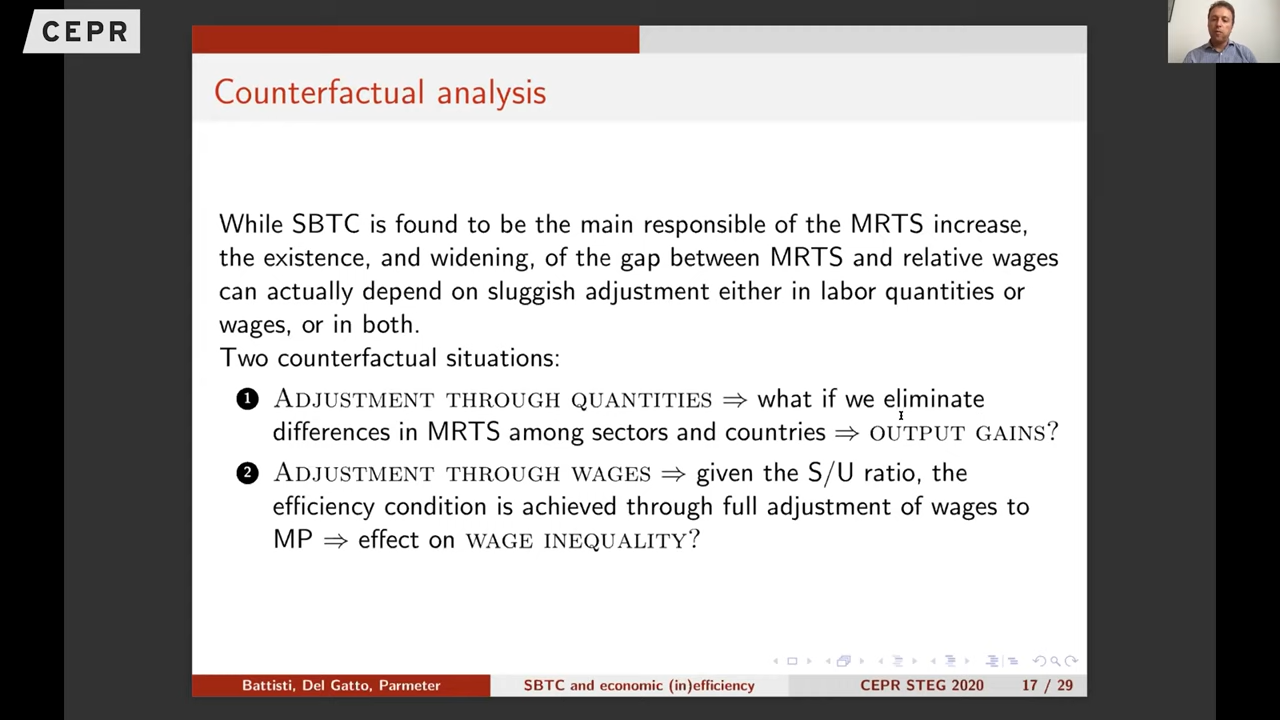 CEPR
Counterfactual analysis
While SBTC is found to be the main responsible of the MRTS increase,
the existence, and widening, of the gap between MRTS and relative wages
can actually depend on sluggish adjustment either in labor quantities or
wages, or in both.
Two counterfactual situations:
1 ADJUSTMENT THROUGH QUANTITIES ⇒ what if we eliminate
differences in MRTS among sectors and countries ⇒ OUTPUT GAINS?
2 ADJUSTMENT THROUGH WAGES ⇒ given the S/U ratio, the
efficiency condition is achieved through full adjustment of wages to
MP ⇒ effect on WAGE INEQUALITY?
Battisti, Del Gatto, Parmeter SBTC and economic (in)efficiency CEPR STEG 2020 17 / 29